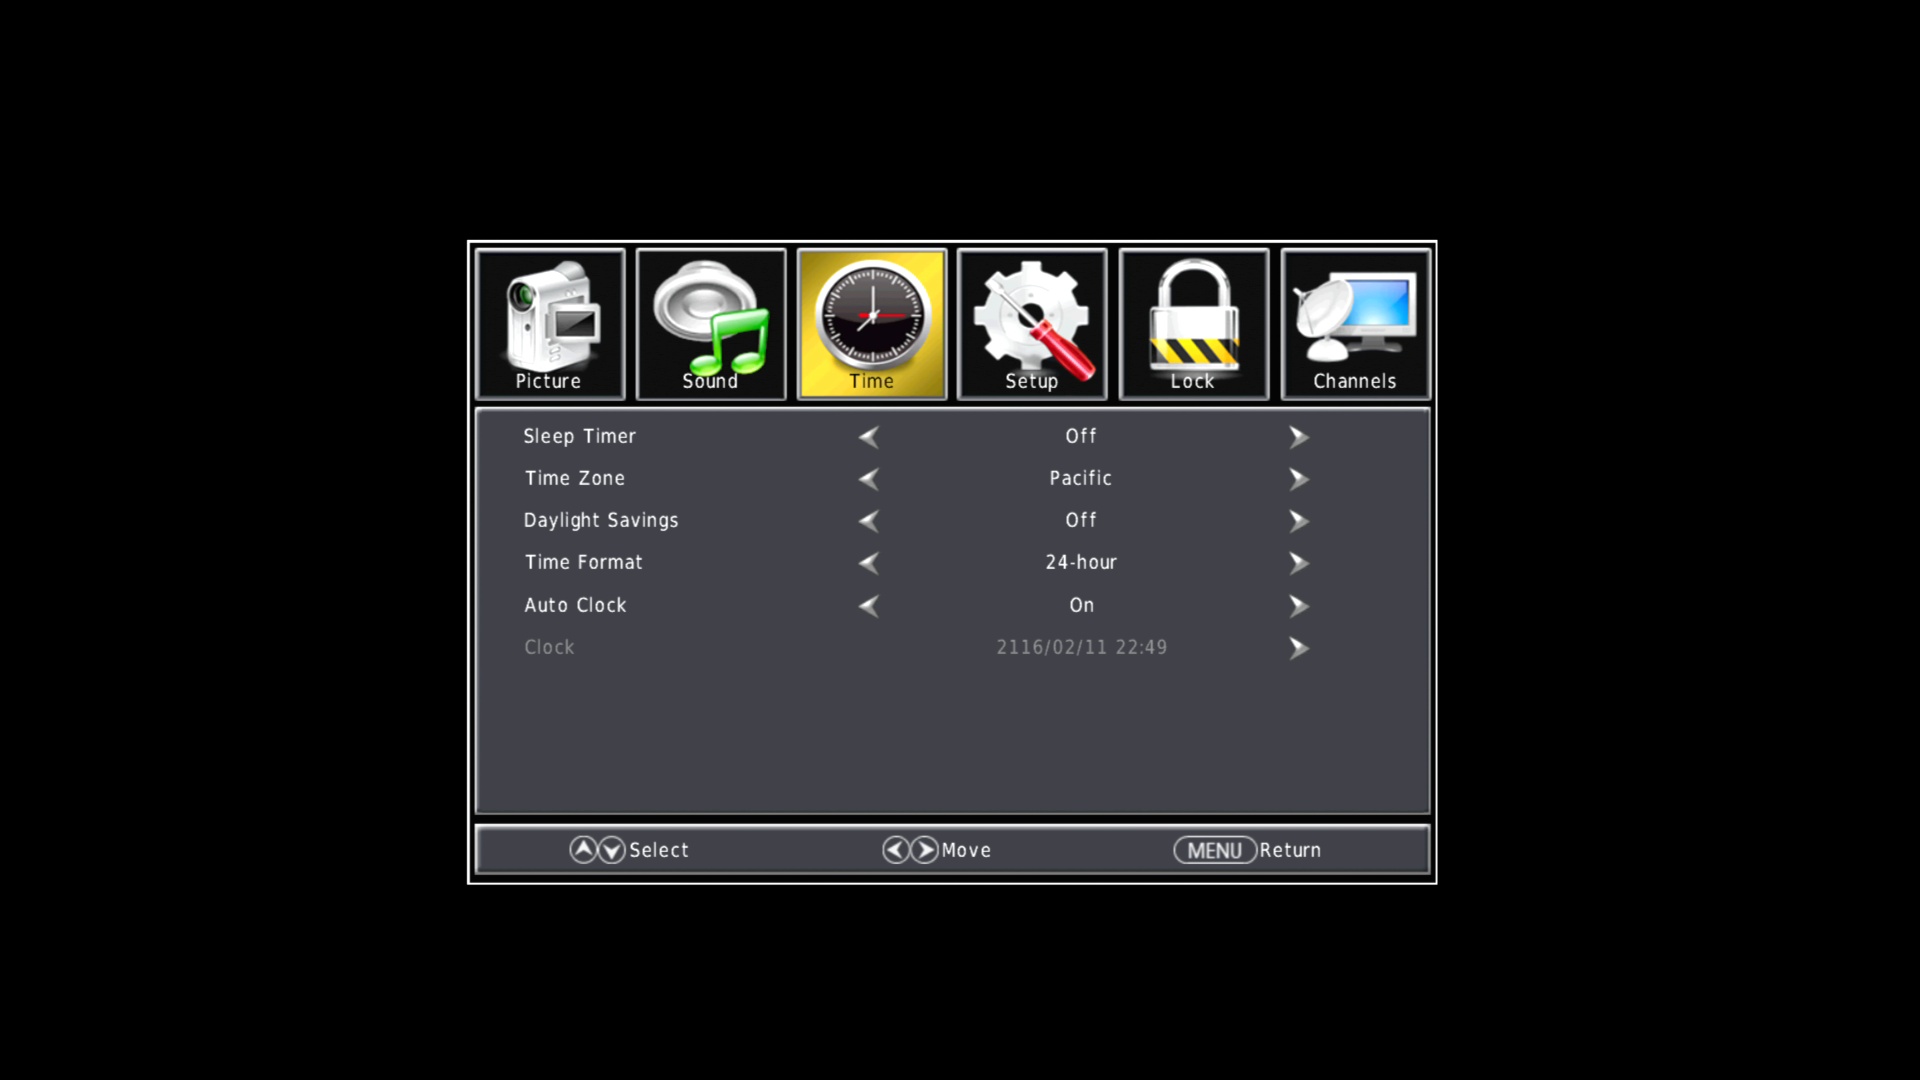 Picture Sound Time Setup Lock Channels
Sleep Timer Off
Time Zone Pacific
Daylight Savings Off
Time Format 24-hour
Auto Clock On
Clock 2116/02/11 22:49
Select Move MENU Return